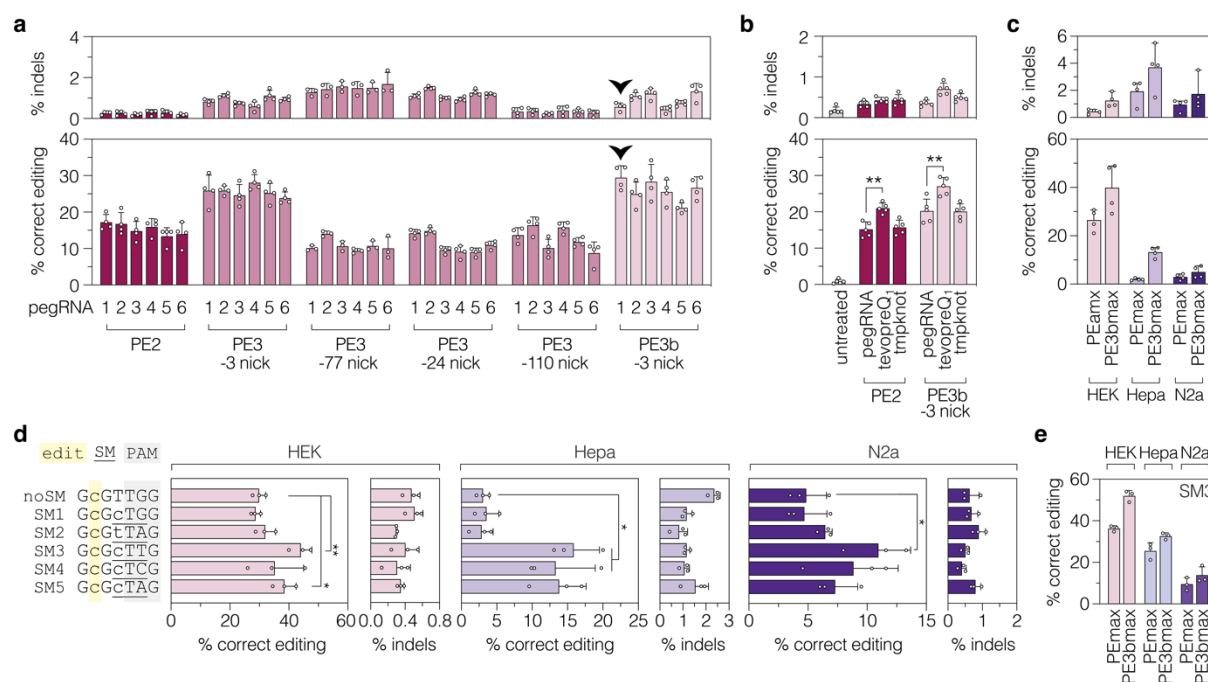 a
4
2
0
% indels
40
30
20
10
0
% correct editing
pegRNA 1 2 3 4 5 6 1 2 3 4 5 6 1 2 3 4 5 6 1 2 3 4 5 6 1 2 3 4 5 6 1 2 3 4 5 6
PE2 PE3 PE3 PE3 PE3 PE3b
-3 nick -77 nick -24 nick -110 nick -3 nick
b
2
1
0
% indels
40
30
20
10
0
% correct editing
** **
untreated
pegRNA
tevopreQ1
tmpknot
pegRNA
tevopreQ1
tmpknot
PE2 PE3b
-3 nick
c
6
4
2
0
% indels
60
40
20
0
% correct editing
PEamx
PE3bmax
PEmax
PE3bmax
PEmax
PE3bmax
HEK Hepa N2a
d
edit SM PAM
HEK Hepa N2a
noSM GcGTTGG
SM1 GcGcTGG
SM2 GcGtTAG
SM3 GcGcTTG
SM4 GcGcTCG
SM5 GcGcTAG
**
*
*
*
0 20 40 60 0 0.4 0.8 0 5 10 15 20 25 0 1 2 3 0 5 10 15 0 1 2
% correct editing % indels % correct editing % indels % correct editing % indels
e
HEK Hepa N2a
SM3
60
40
20
0
% correct editing
PEmax
PE3bmax
PEmax
PE3bmax
PEmax
PE3bmax